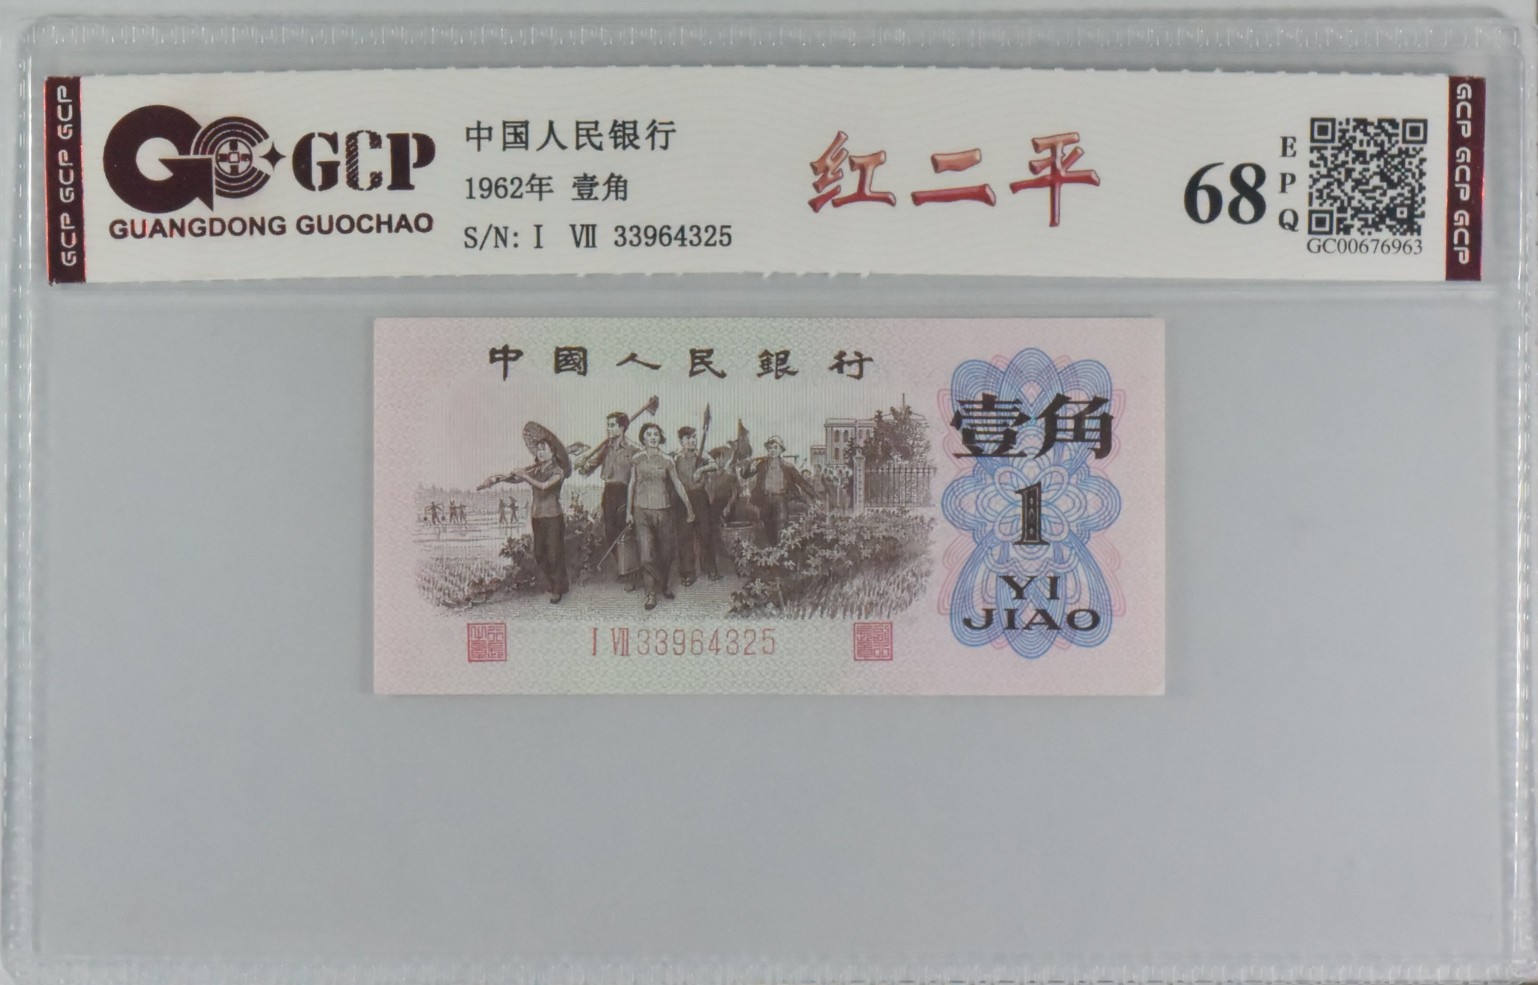 GCP GCP GCP
GCP
GUANGDONG GUOCHAO
中国人民银行
1962年 壹角
S/N: I Ⅶ 33964325
红二平
68
EPQ
GC00676963
GCP GCP GCP
中國人民銀行
壹角
1
YI
JIAO
I Ⅶ 33964325